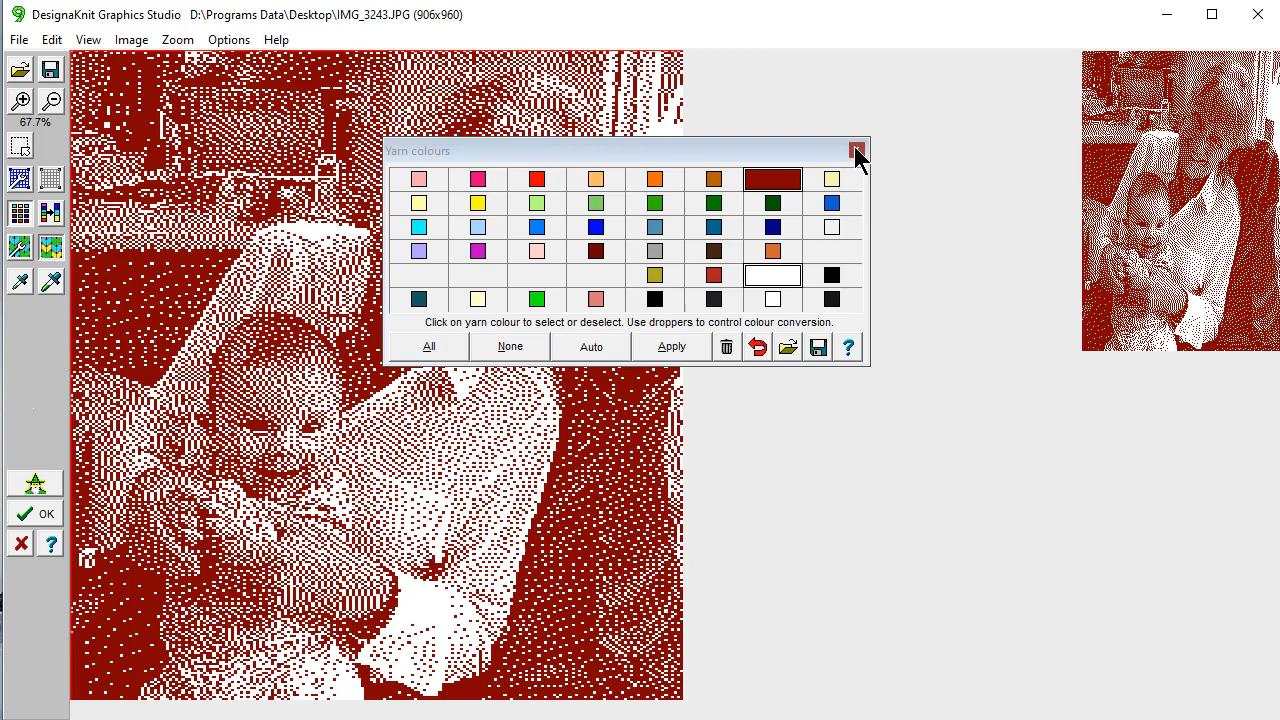 DesignaKnit Graphics Studio D:\Programs Data\Desktop\IMG_3243.JPG (906x960)
File Edit View Image Zoom Options Help
67.7%
Yarn colours
Click on yarn colour to select or deselect. Use droppers to control colour conversion.
All None Auto Apply ?
OK
?